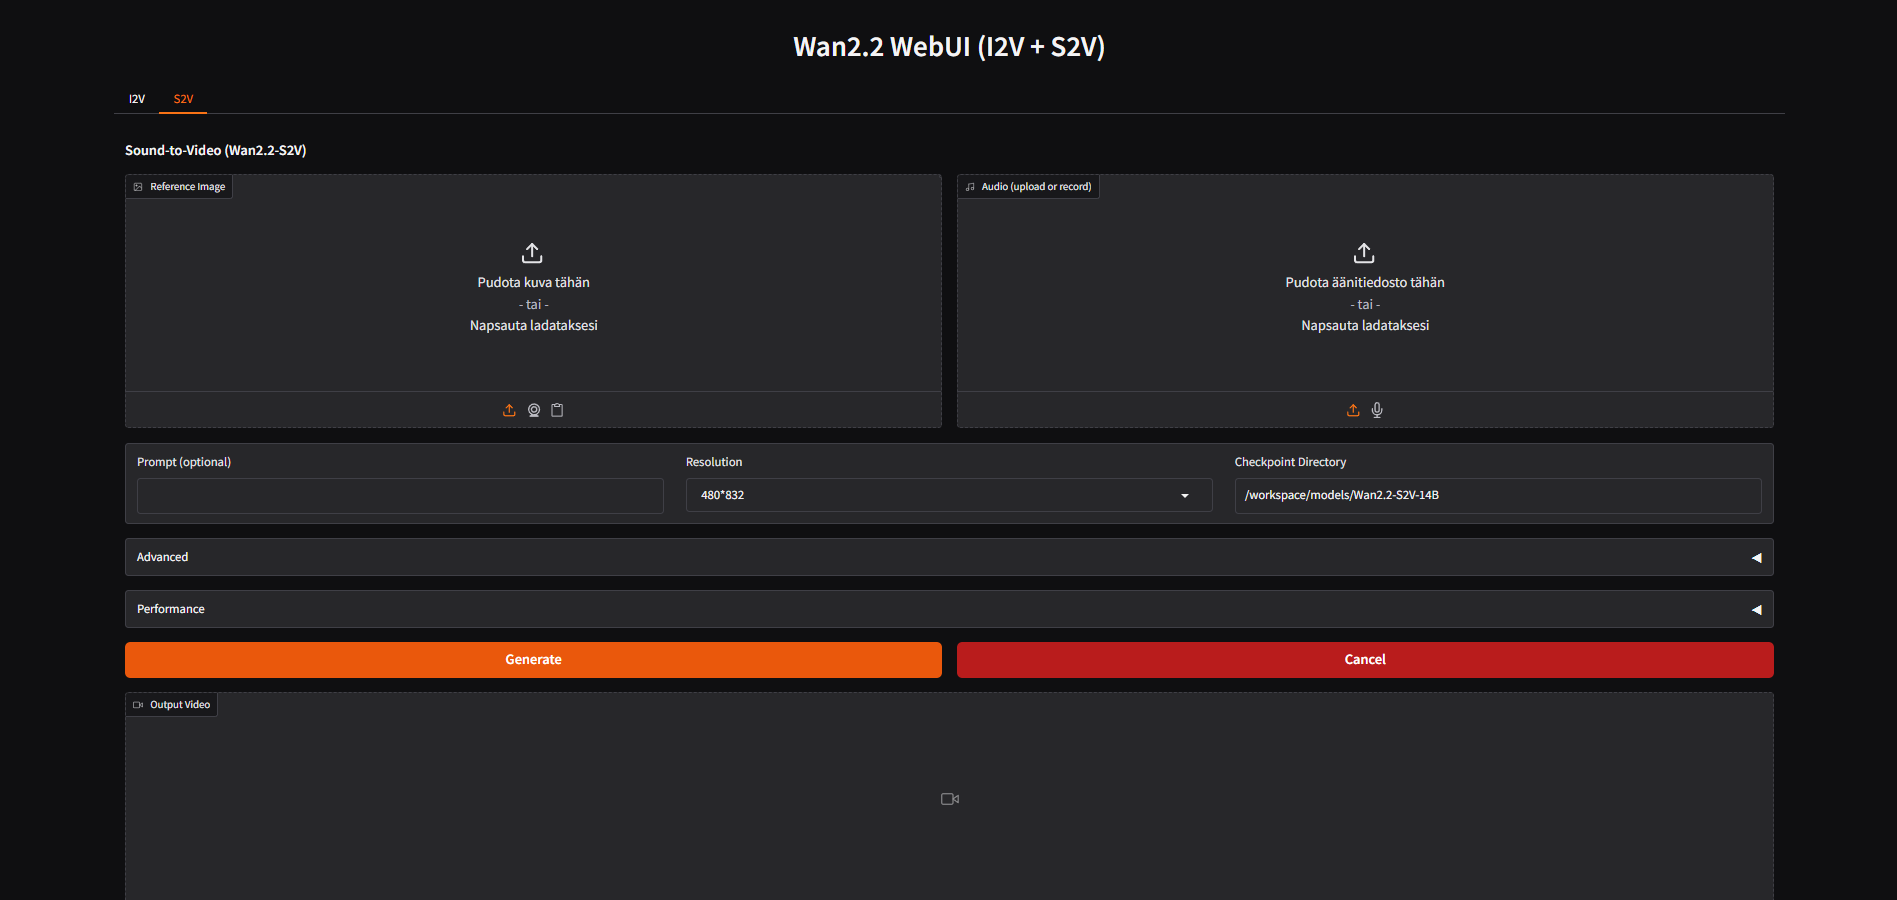 Wan2.2 WebUI (I2V + S2V)
I2V
S2V
Sound-to-Video (Wan2.2-S2V)
Reference Image
Pudota kuva tähän
- tai -
Napsauta ladataksesi
Audio (upload or record)
Pudota äänitiedosto tähän
- tai -
Napsauta ladataksesi
Prompt (optional)
Resolution
480*832
Checkpoint Directory
/workspace/models/Wan2.2-S2V-14B
Advanced
Performance
Generate
Cancel
Output Video